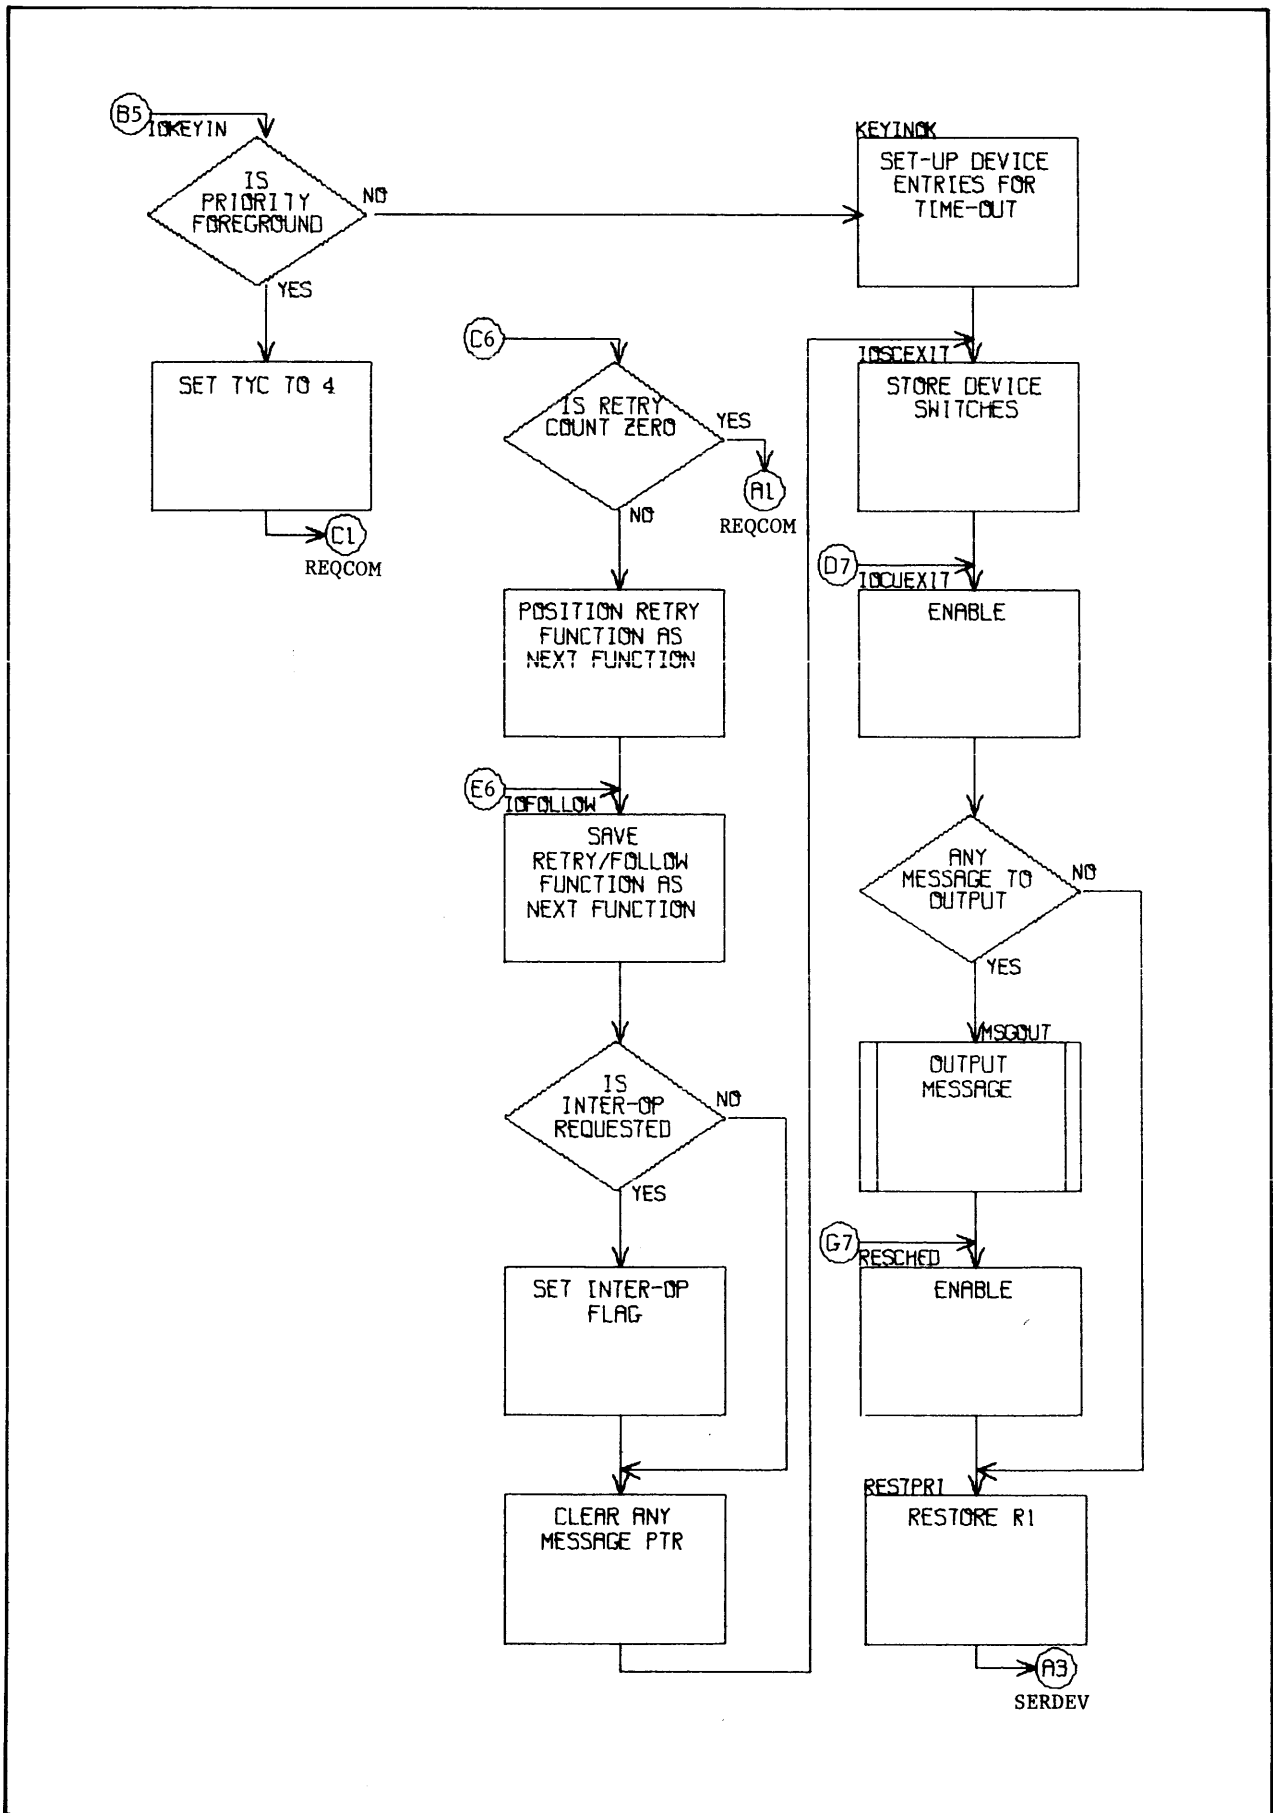 B5
IOKEYIN
IS
PRIORITY
FOREGROUND
NO
YES
SET TYC TO 4
C1
REQCOM
C6
IS RETRY
COUNT ZERO
YES
A1
REQCOM
NO
POSITION RETRY
FUNCTION AS
NEXT FUNCTION
E6
IOFOLLOW
SAVE
RETRY/FOLLOW
FUNCTION AS
NEXT FUNCTION
IS
INTER-OP
REQUESTED
NO
YES
SET INTER-OP
FLAG
CLEAR ANY
MESSAGE PTR
KEYINOK
SET-UP DEVICE
ENTRIES FOR
TIME-OUT
IOSCEXIT
STORE DEVICE
SWITCHES
D7
IOCUEXIT
ENABLE
ANY
MESSAGE TO
OUTPUT
NO
YES
MSGOUT
OUTPUT
MESSAGE
G7
RESCHED
ENABLE
RESTPR1
RESTORE R1
A3
SERDEV